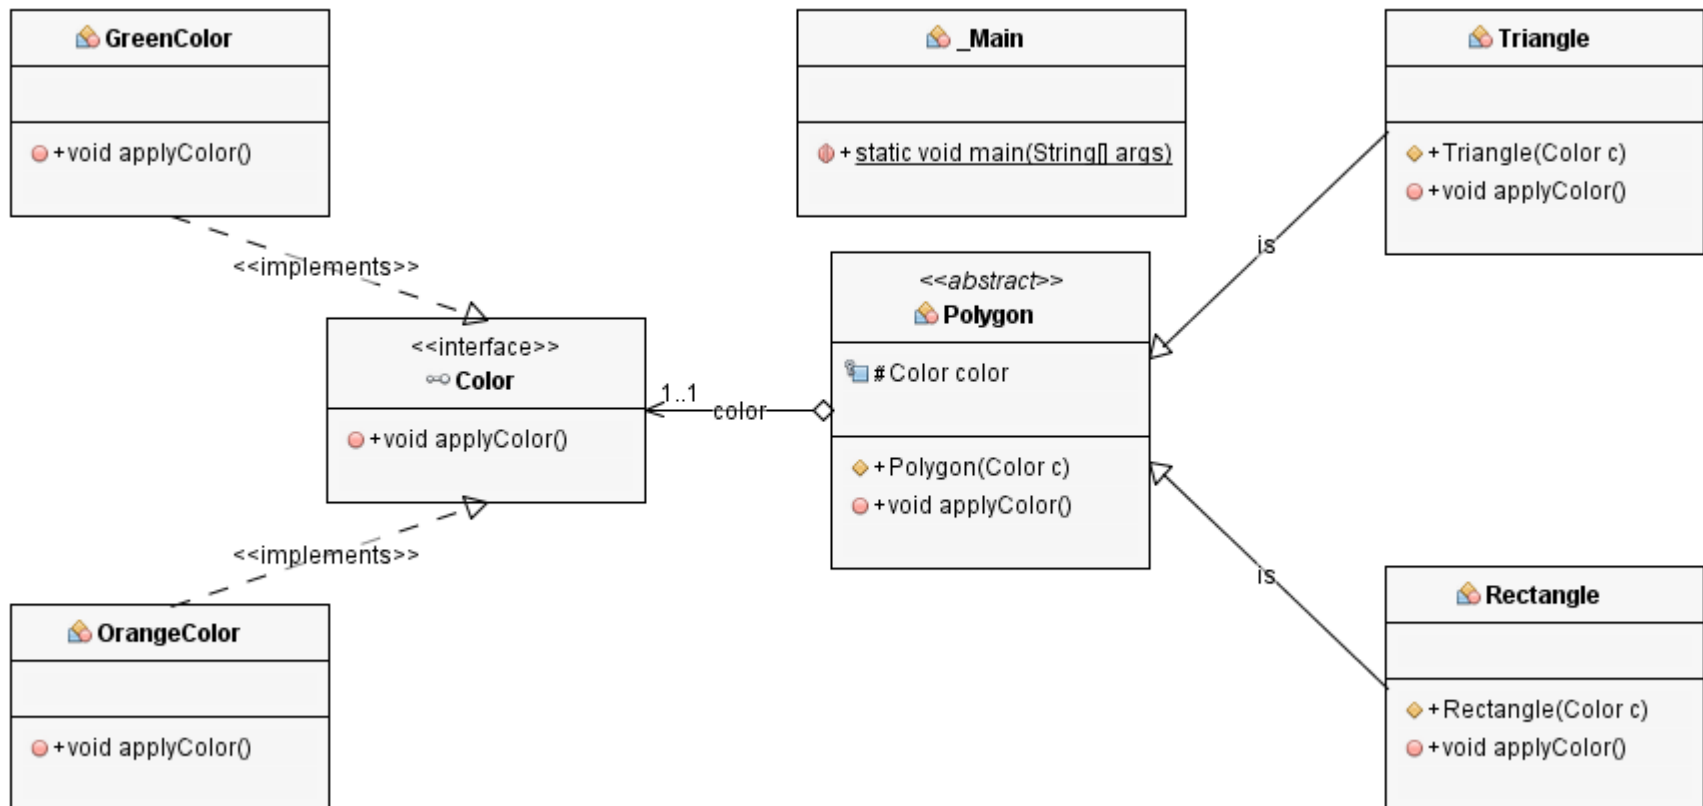 GreenColor
+void applyColor()
_Main
+static void main(String[] args)
Triangle
+Triangle(Color c)
+void applyColor()
<<implements>>
is
<<interface>>
Color
+void applyColor()
1..1
color
<<abstract>>
Polygon
#Color color
+Polygon(Color c)
+void applyColor()
<<implements>>
is
OrangeColor
+void applyColor()
Rectangle
+Rectangle(Color c)
+void applyColor()